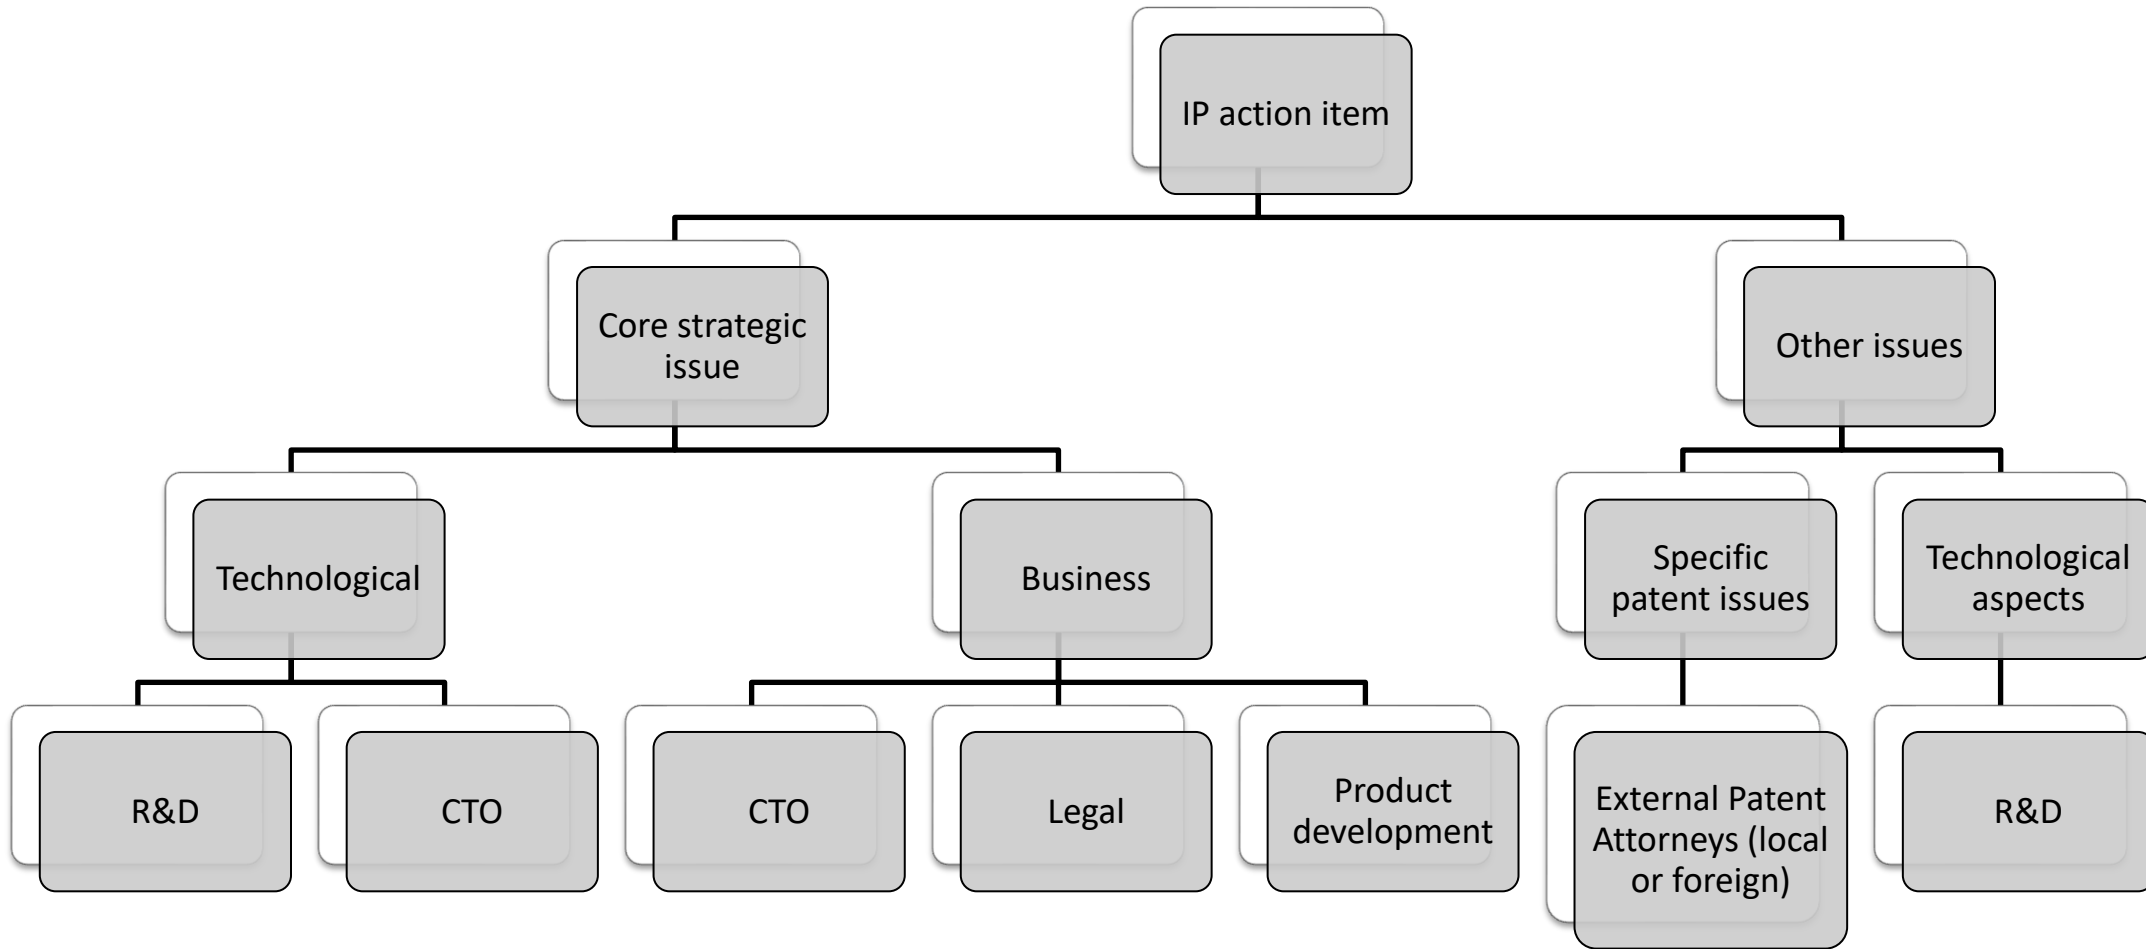 IP action item
Core strategic
issue
Other issues
Technological
Business
Specific
patent issues
Technological
aspects
R&D
CTO
CTO
Legal
Product
development
External Patent
Attorneys (local
or foreign)
R&D